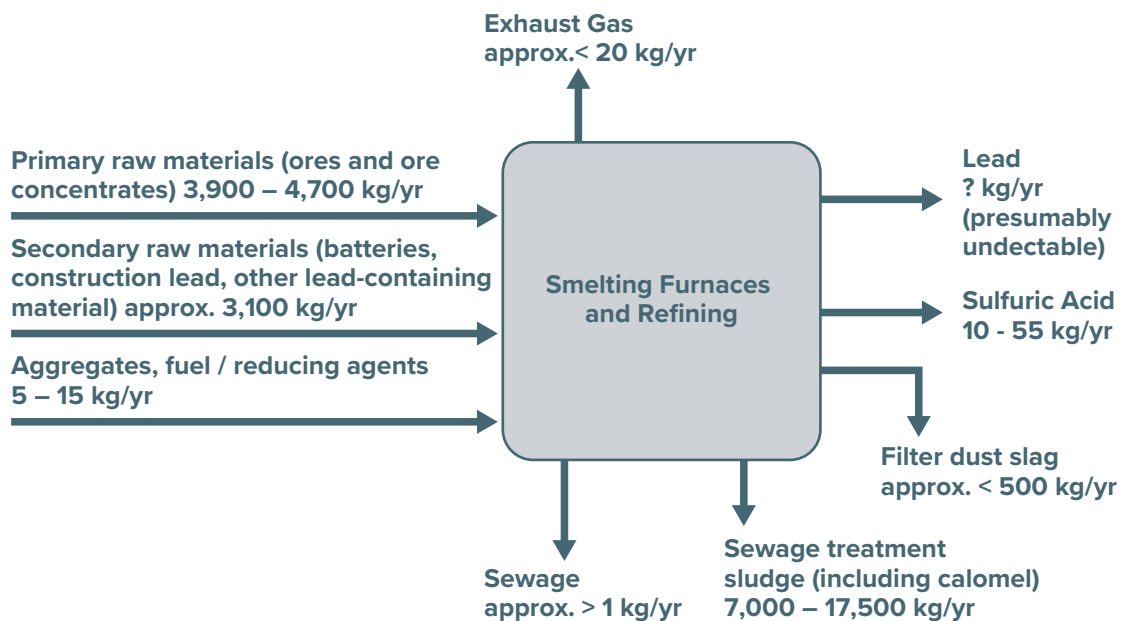 Exhaust Gas
approx.< 20 kg/yr
Primary raw materials (ores and ore
concentrates) 3,900 – 4,700 kg/yr
Secondary raw materials (batteries,
construction lead, other lead-containing
material) approx. 3,100 kg/yr
Aggregates, fuel / reducing agents
5 – 15 kg/yr
Smelting Furnaces
and Refining
Lead
? kg/yr
(presumably
undectable)
Sulfuric Acid
10 - 55 kg/yr
Filter dust slag
approx. < 500 kg/yr
Sewage
approx. > 1 kg/yr
Sewage treatment
sludge (including calomel)
7,000 – 17,500 kg/yr